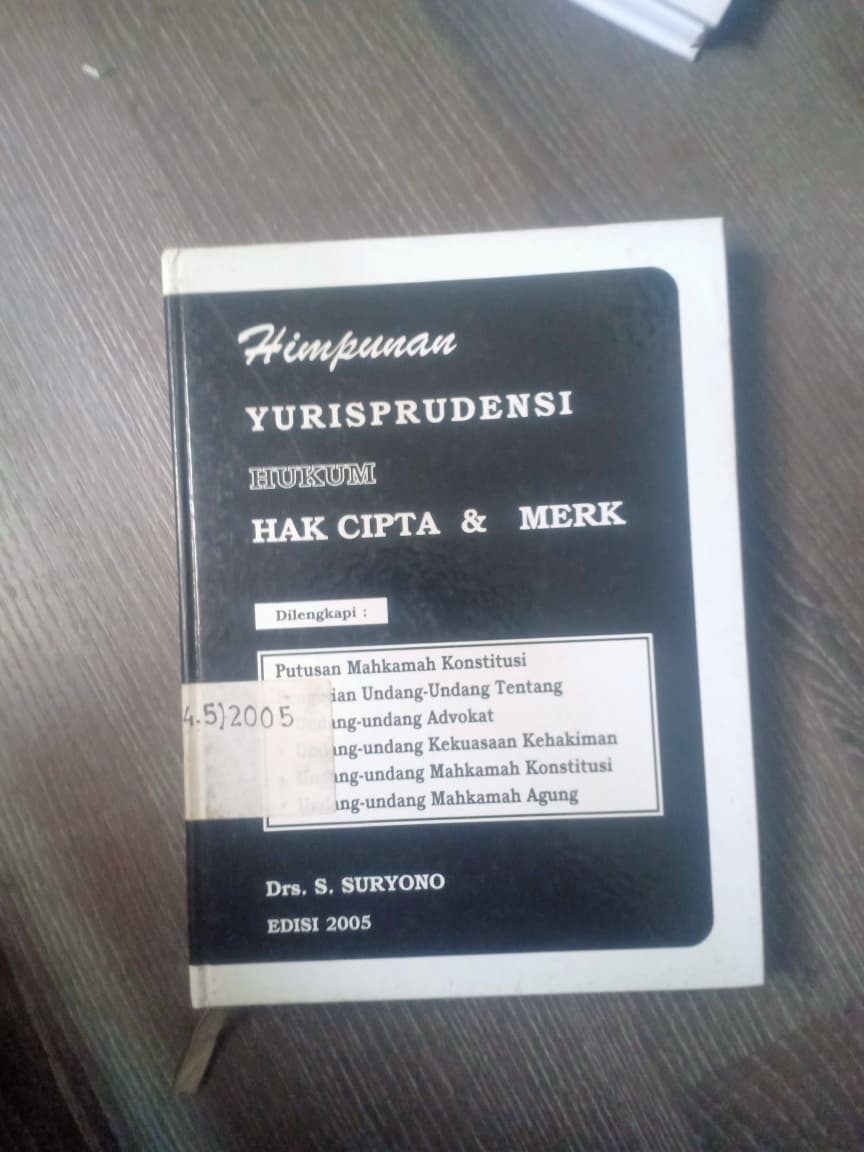 Himpunan
YURISPRUDENSI
HUKUM
HAK CIPTA & MERK
Dilengkapi :
Putusan Mahkamah Konstitusi
Undang-Undang Tentang
Undang-undang Advokat
Undang-undang Kekuasaan Kehakiman
Undang-undang Mahkamah Konstitusi
Undang-undang Mahkamah Agung
4.5)2005
Drs. S. SURYONO
EDISI 2005